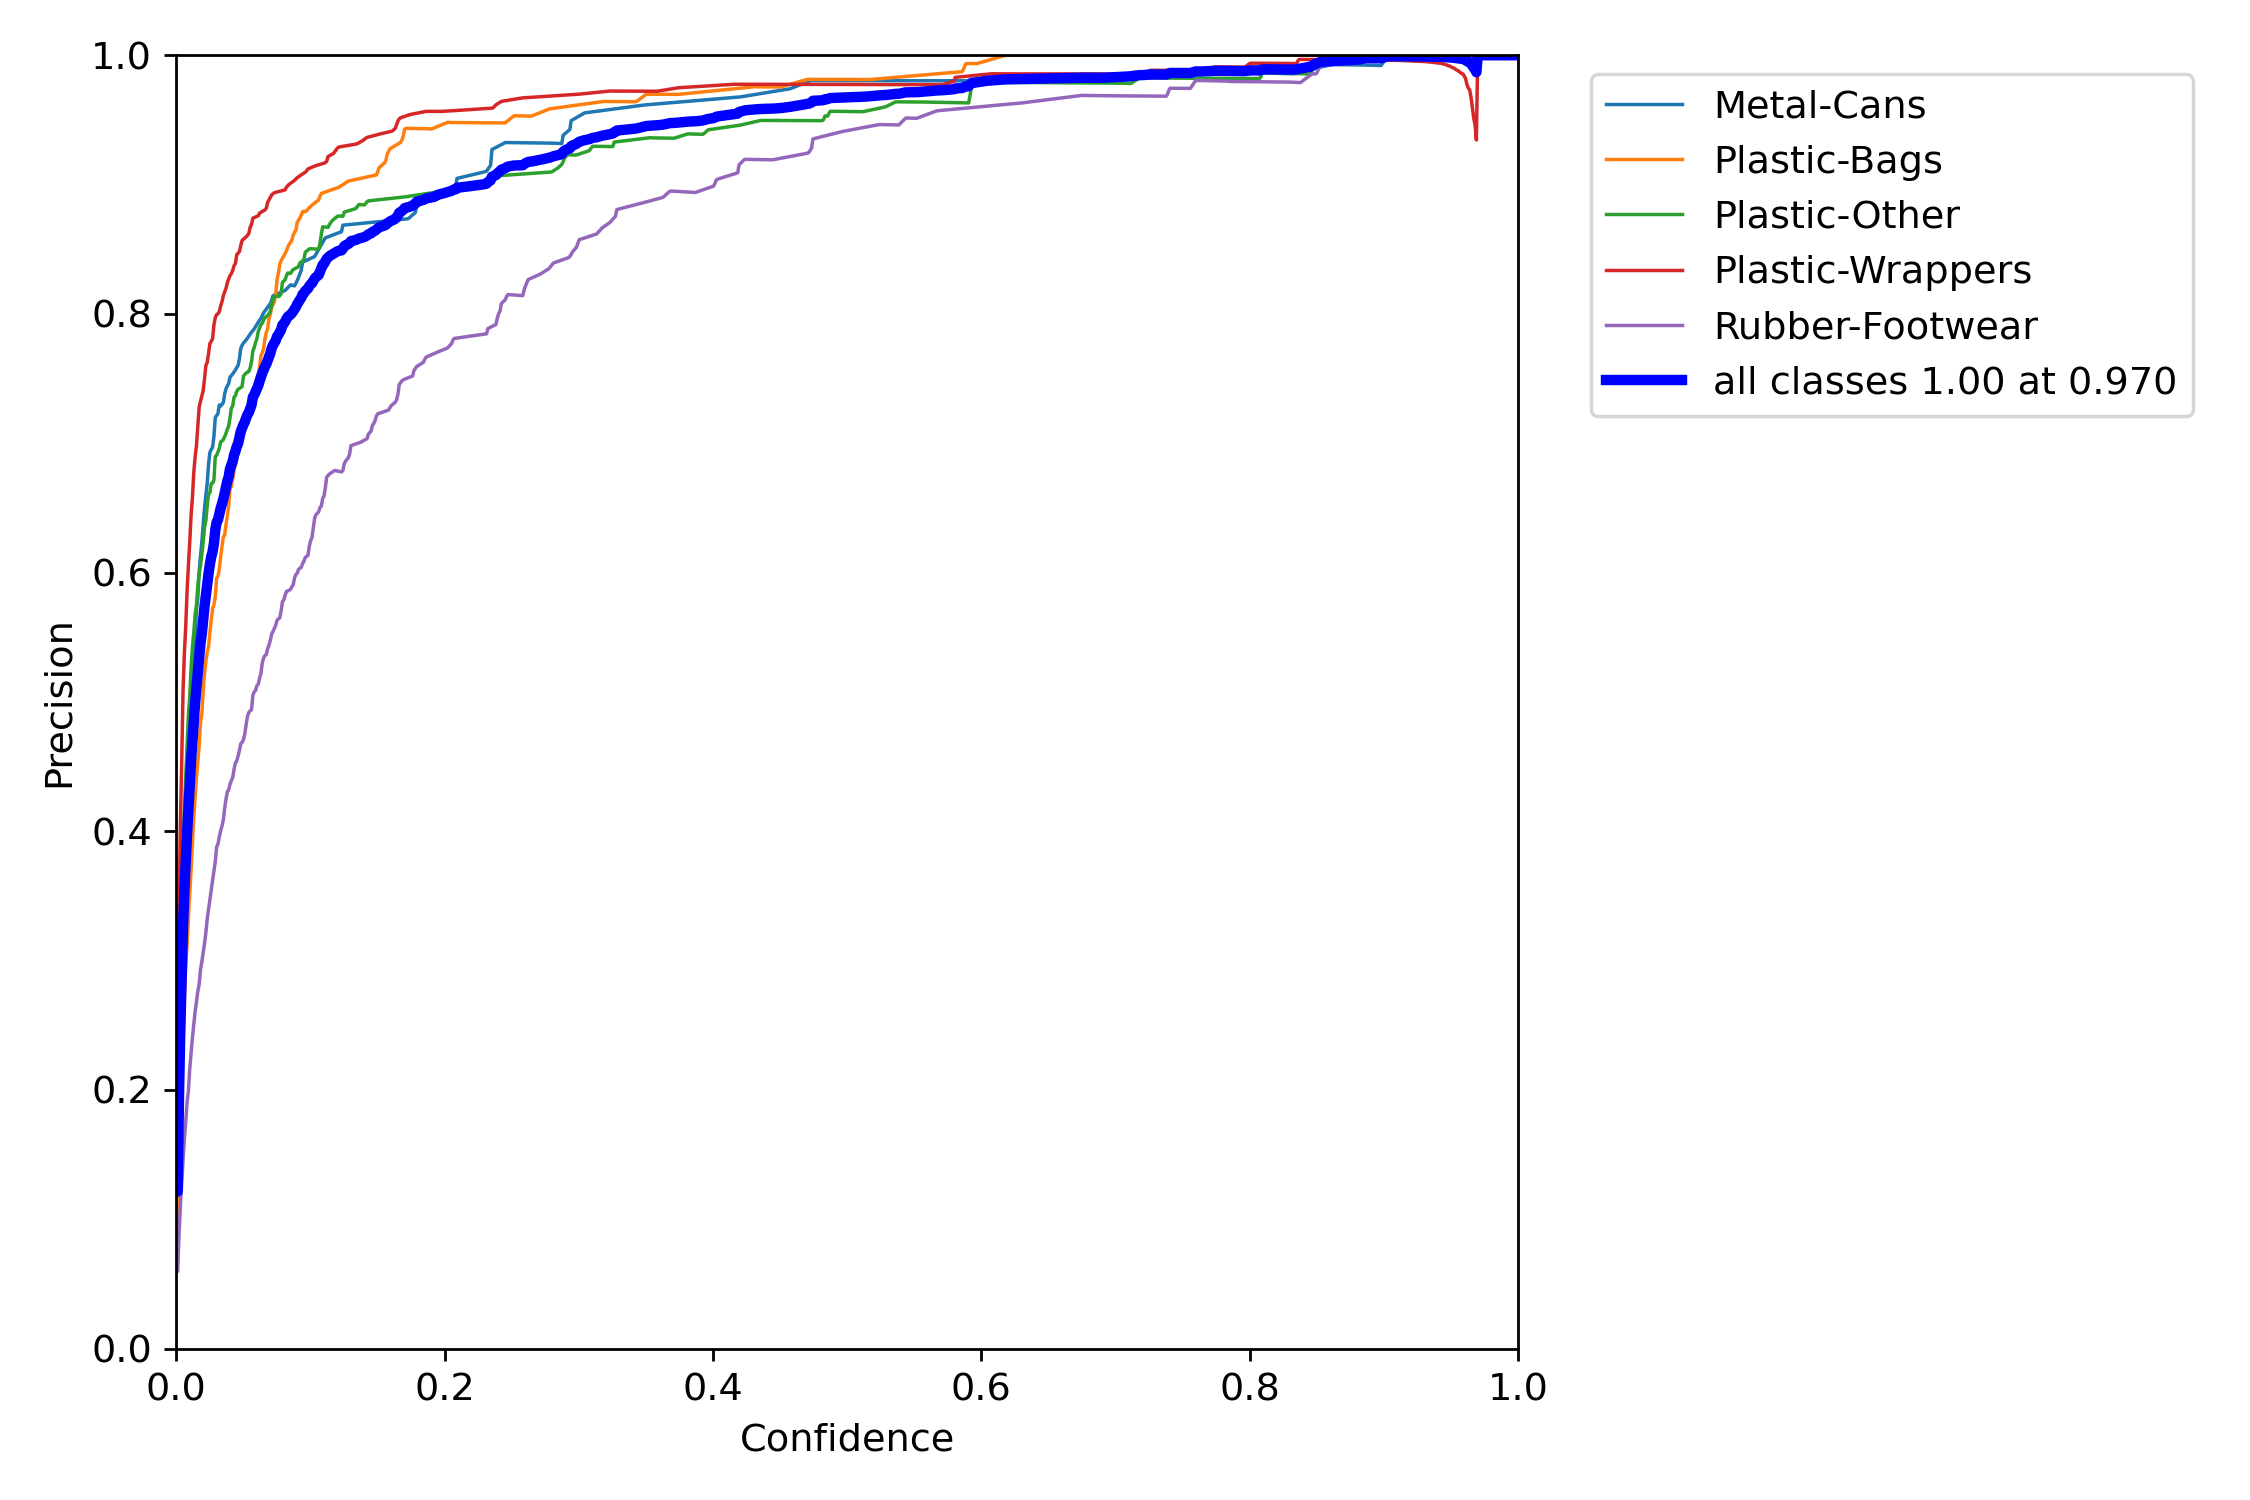 1.0
0.8
0.6
0.4
0.2
0.0
Precision
0.0 0.2 0.4 0.6 0.8 1.0
Confidence
Metal-Cans
Plastic-Bags
Plastic-Other
Plastic-Wrappers
Rubber-Footwear
all classes 1.00 at 0.970